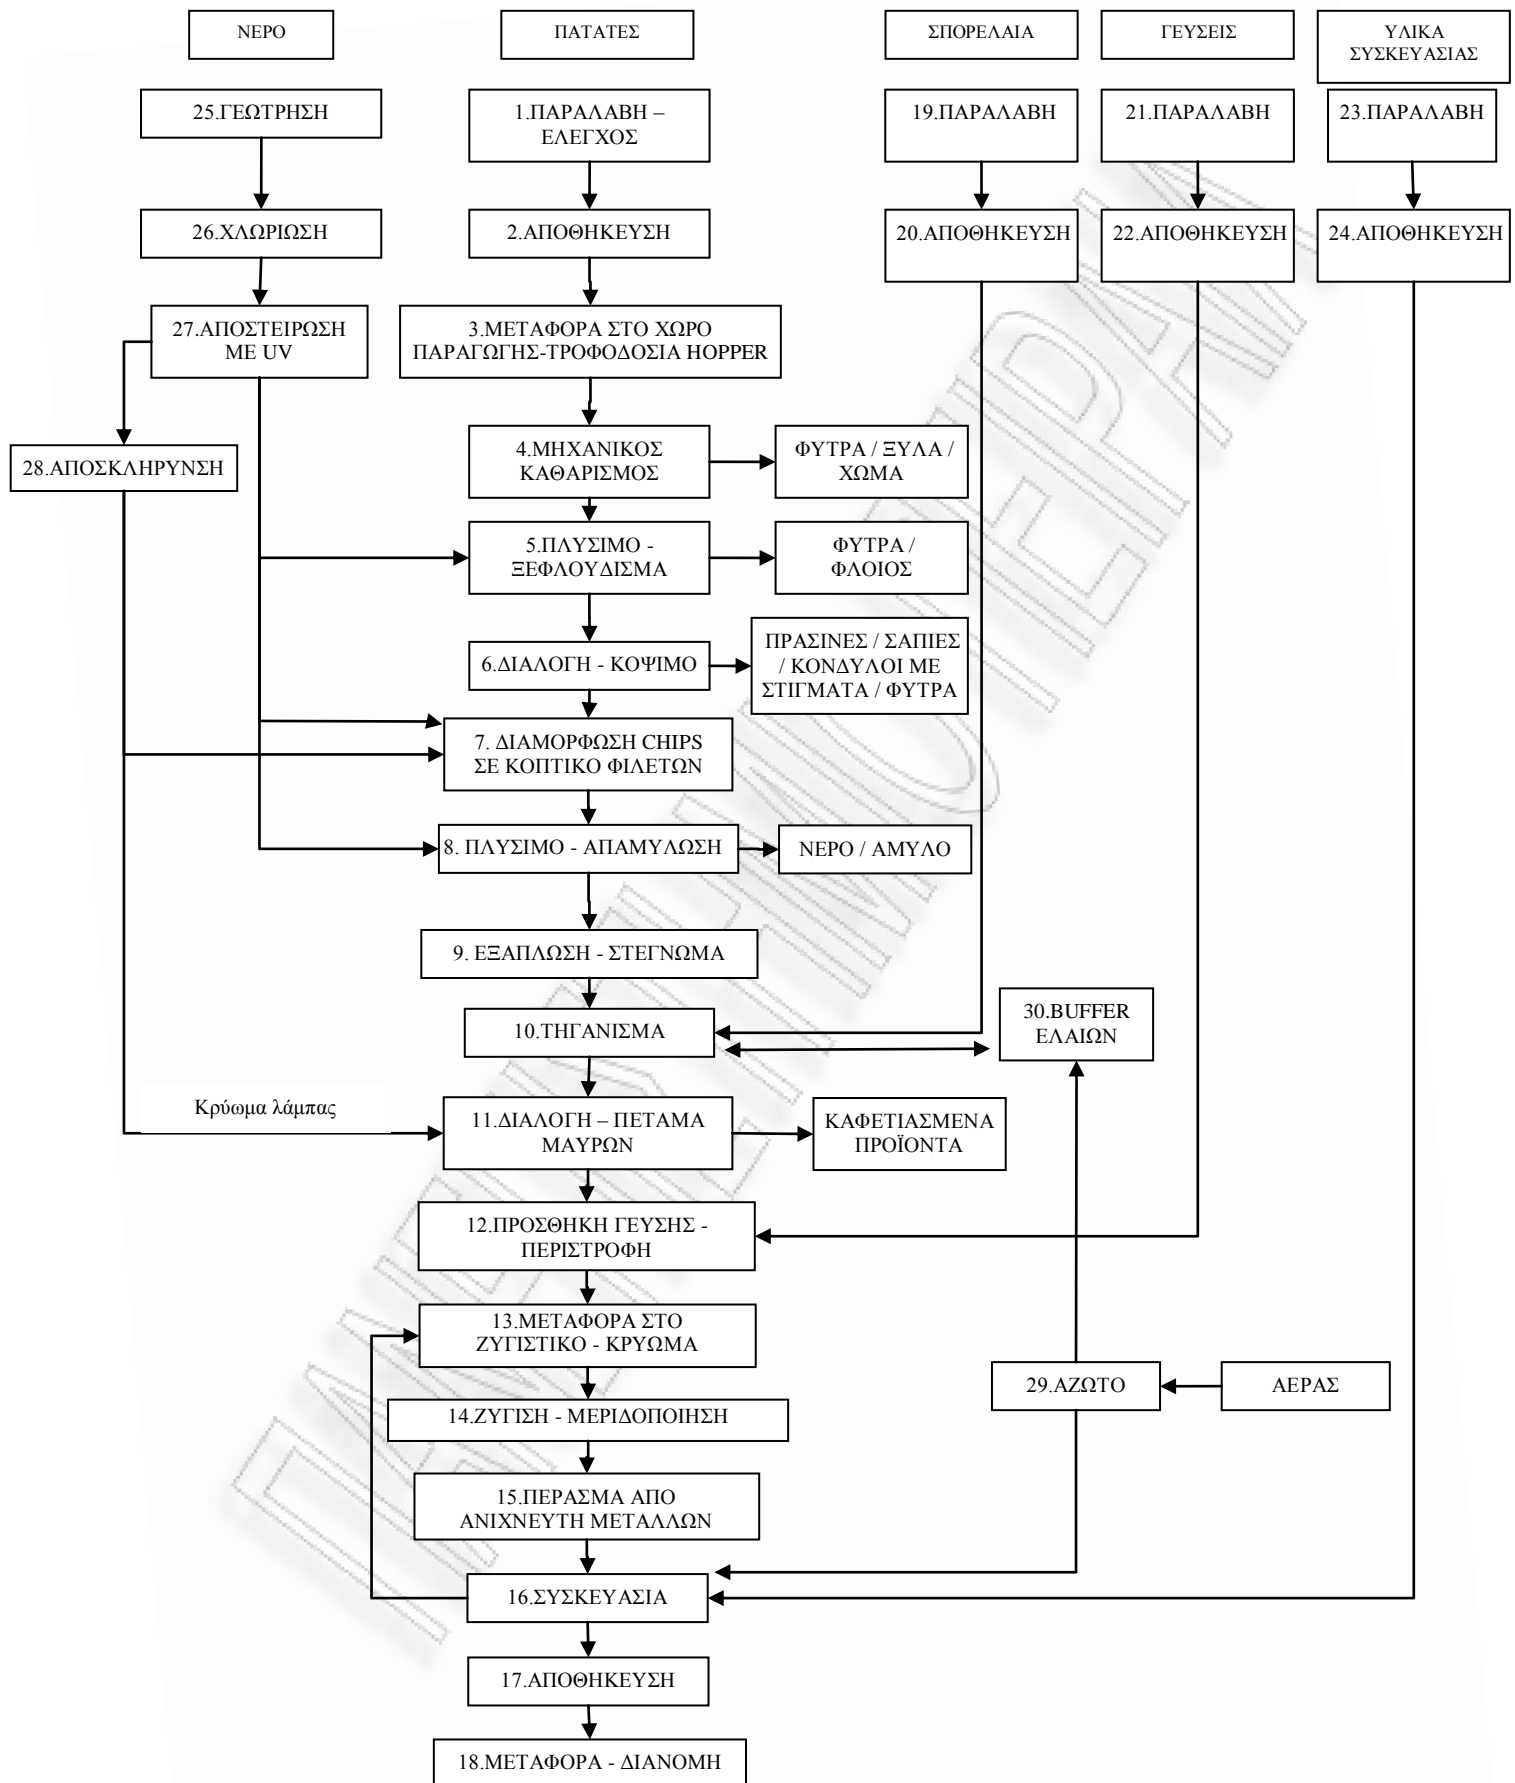 ΝΕΡΟ
ΠΑΤΑΤΕΣ
ΣΠΟΡΕΛΑΙΑ
ΓΕΥΣΕΙΣ
ΥΛΙΚΑ
ΣΥΣΚΕΥΑΣΙΑΣ
25.ΓΕΩΤΡΗΣΗ
1.ΠΑΡΑΛΑΒΗ –
ΕΛΕΓΧΟΣ
19.ΠΑΡΑΛΑΒΗ
21.ΠΑΡΑΛΑΒΗ
23.ΠΑΡΑΛΑΒΗ
26.ΧΛΩΡΙΩΣΗ
2.ΑΠΟΘΗΚΕΥΣΗ
20.ΑΠΟΘΗΚΕΥΣΗ
22.ΑΠΟΘΗΚΕΥΣΗ
24.ΑΠΟΘΗΚΕΥΣΗ
27.ΑΠΟΣΤΕΙΡΩΣΗ
ΜΕ UV
3.ΜΕΤΑΦΟΡΑ ΣΤΟ ΧΩΡΟ
ΠΑΡΑΓΩΓΗΣ-ΤΡΟΦΟΔΟΣΙΑ HOPPER
28.ΑΠΟΣΚΛΗΡΥΝΣΗ
4.ΜΗΧΑΝΙΚΟΣ
ΚΑΘΑΡΙΣΜΟΣ
ΦΥΤΡΑ / ΞΥΛΑ /
ΧΩΜΑ
5.ΠΛΥΣΙΜΟ -
ΞΕΦΛΟΥΔΙΣΜΑ
ΦΥΤΡΑ /
ΦΛΟΙΟΣ
6.ΔΙΑΛΟΓΗ - ΚΟΨΙΜΟ
ΠΡΑΣΙΝΕΣ / ΣΑΠΙΕΣ
/ ΚΟΝΔΥΛΟΙ ΜΕ
ΣΤΙΓΜΑΤΑ / ΦΥΤΡΑ
7. ΔΙΑΜΟΡΦΩΣΗ CHIPS
ΣΕ ΚΟΠΤΙΚΟ ΦΙΛΕΤΩΝ
8. ΠΛΥΣΙΜΟ - ΑΠΑΜΥΛΩΣΗ
ΝΕΡΟ / ΑΜΥΛΟ
9. ΕΞΑΠΛΩΣΗ - ΣΤΕΓΝΩΜΑ
10.ΤΗΓΑΝΙΣΜΑ
30.BUFFER
ΕΛΑΙΩΝ
Κρύωμα λάμπας
11.ΔΙΑΛΟΓΗ – ΠΕΤΑΜΑ
ΜΑΥΡΩΝ
ΚΑΦΕΤΙΑΣΜΕΝΑ
ΠΡΟΪΟΝΤΑ
12.ΠΡΟΣΘΗΚΗ ΓΕΥΣΗΣ -
ΠΕΡΙΣΤΡΟΦΗ
13.ΜΕΤΑΦΟΡΑ ΣΤΟ
ΖΥΓΙΣΤΙΚΟ - ΚΡΥΩΜΑ
29.ΑΖΩΤΟ
ΑΕΡΑΣ
14.ΖΥΓΙΣΗ - ΜΕΡΙΔΟΠΟΙΗΣΗ
15.ΠΕΡΑΣΜΑ ΑΠΟ
ΑΝΙΧΝΕΥΤΗ ΜΕΤΑΛΛΩΝ
16.ΣΥΣΚΕΥΑΣΙΑ
17.ΑΠΟΘΗΚΕΥΣΗ
18.ΜΕΤΑΦΟΡΑ - ΔΙΑΝΟΜΗ